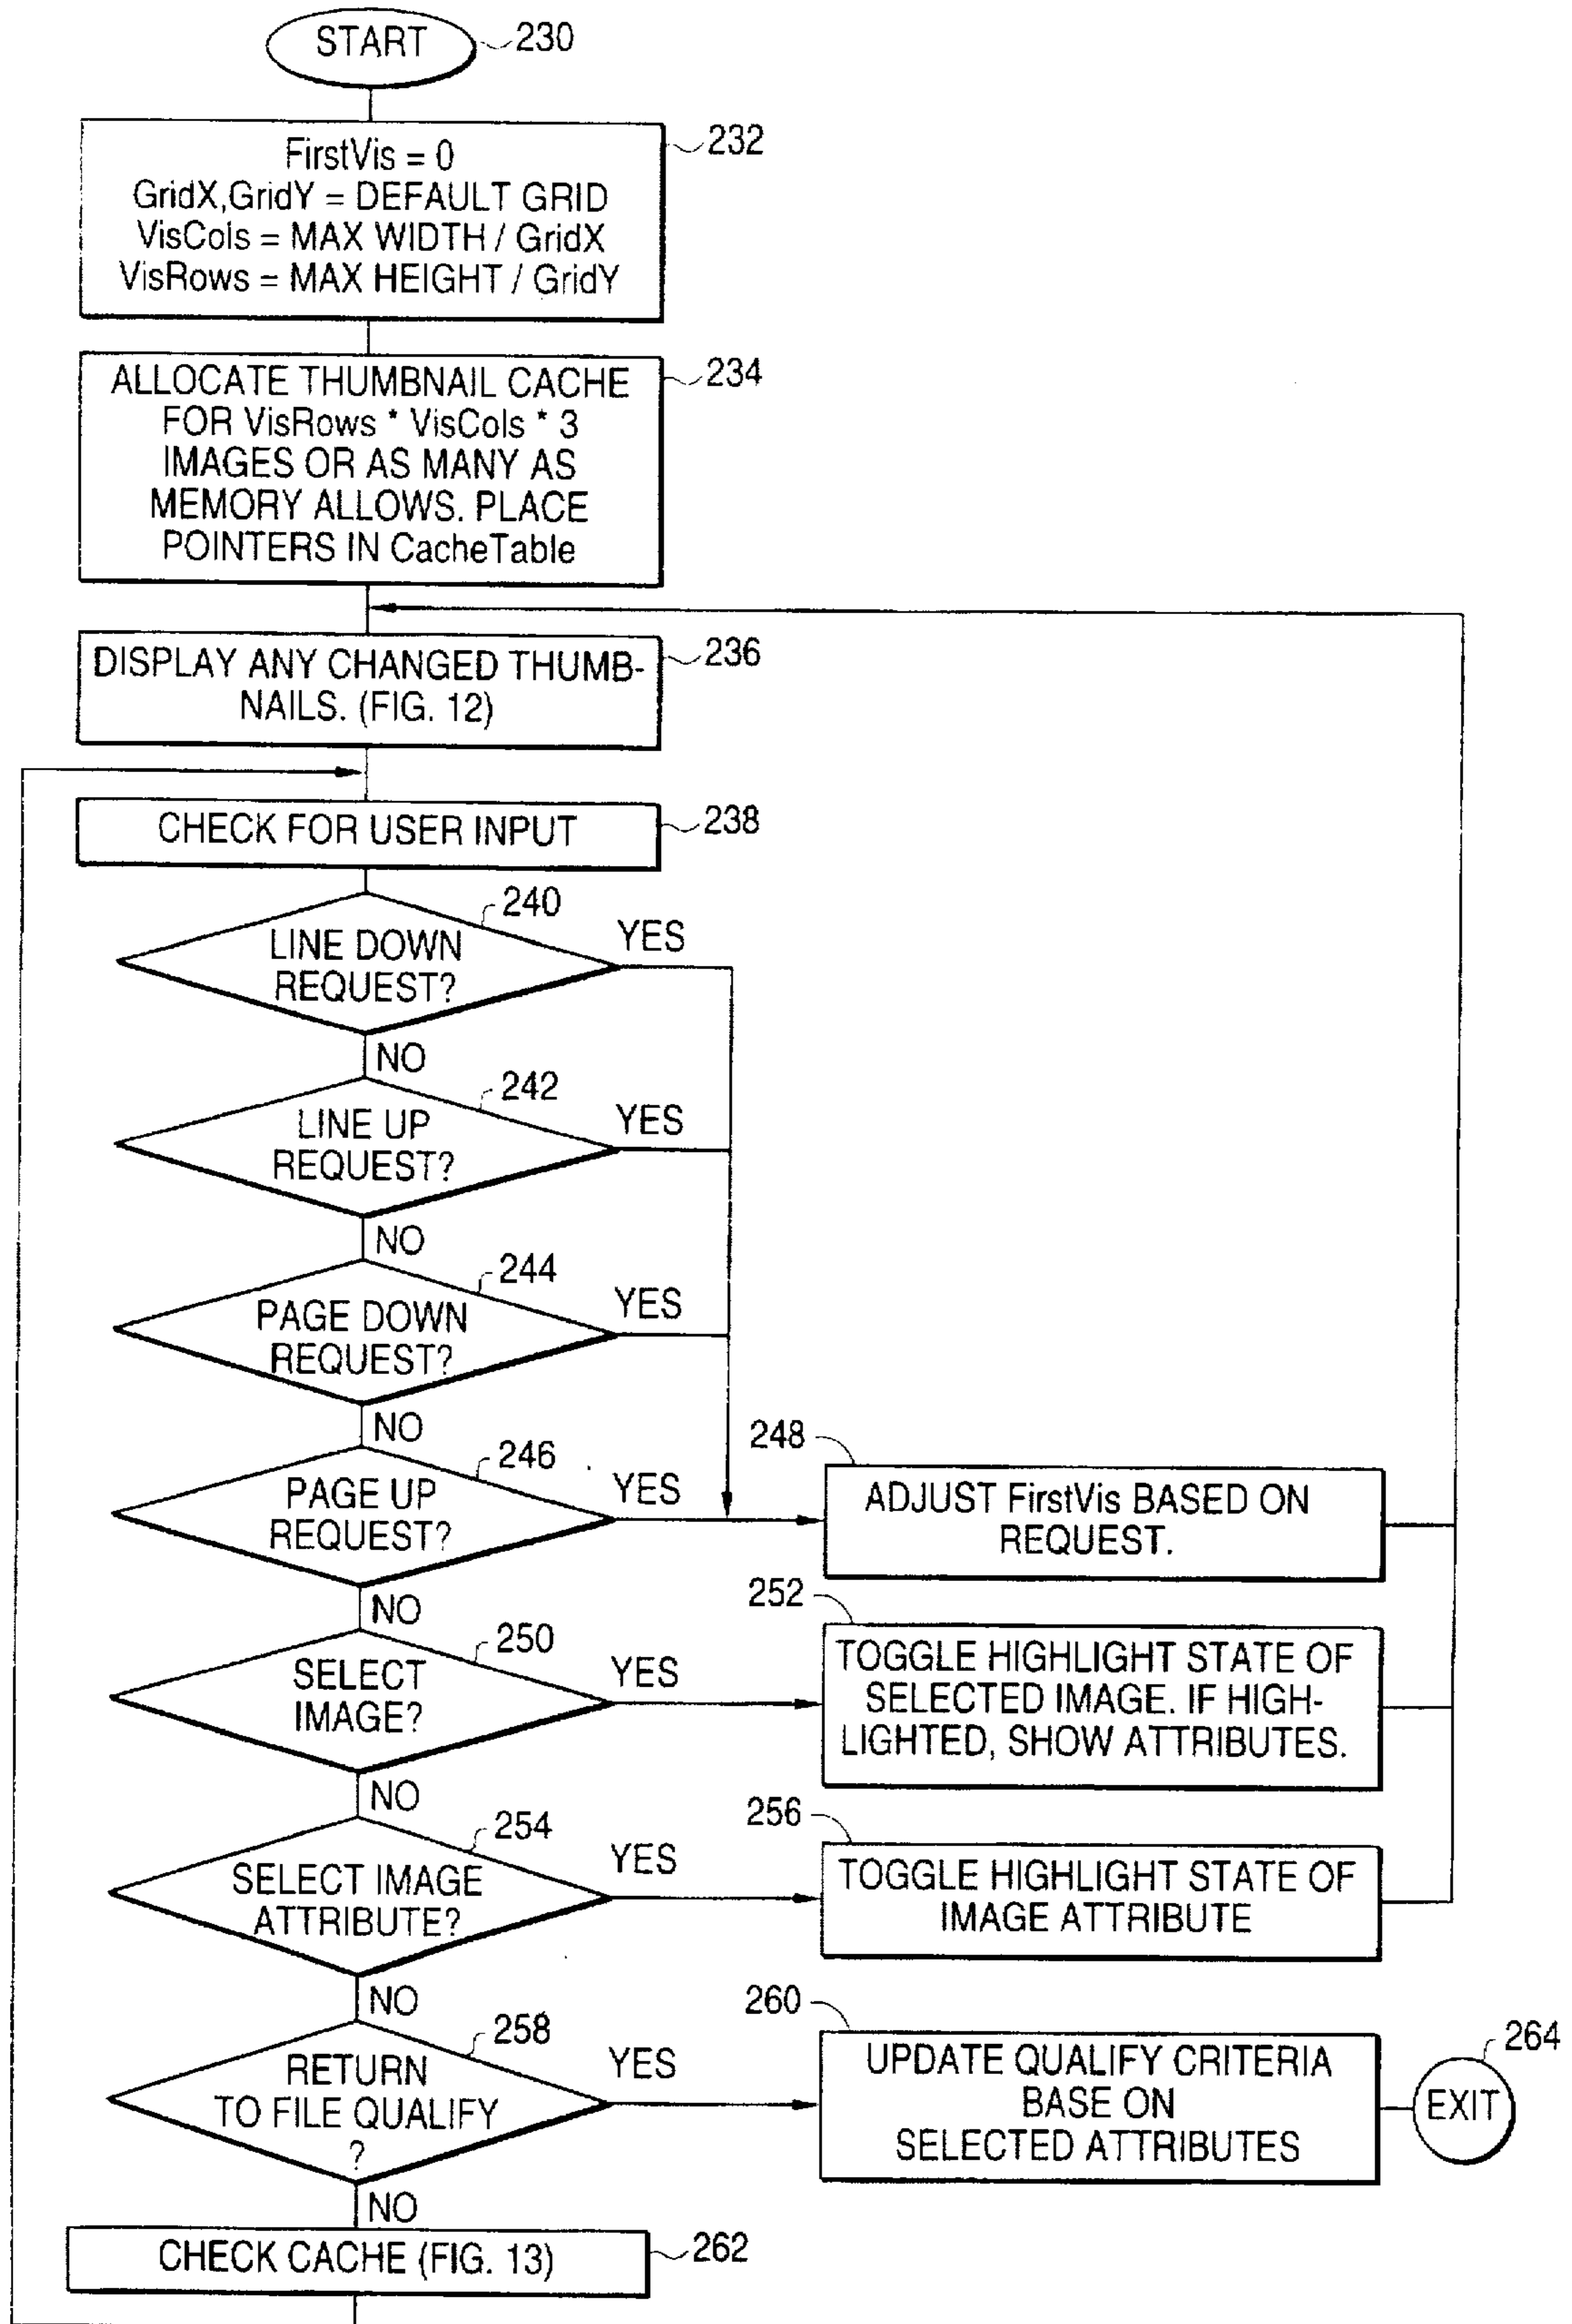 START
230
FirstVis = 0
GridX,GridY = DEFAULT GRID
VisCols = MAX WIDTH / GridX
VisRows = MAX HEIGHT / GridY
232
ALLOCATE THUMBNAIL CACHE
FOR VisRows * VisCols * 3
IMAGES OR AS MANY AS
MEMORY ALLOWS. PLACE
POINTERS IN CacheTable
234
DISPLAY ANY CHANGED THUMB-
NAILS. (FIG. 12)
236
CHECK FOR USER INPUT
238
240
LINE DOWN
REQUEST?
YES
NO
242
LINE UP
REQUEST?
YES
NO
244
PAGE DOWN
REQUEST?
YES
NO
246
PAGE UP
REQUEST?
YES
248
ADJUST FirstVis BASED ON
REQUEST.
NO
250
SELECT
IMAGE?
YES
252
TOGGLE HIGHLIGHT STATE OF
SELECTED IMAGE. IF HIGH-
LIGHTED, SHOW ATTRIBUTES.
NO
254
SELECT IMAGE
ATTRIBUTE?
YES
256
TOGGLE HIGHLIGHT STATE OF
IMAGE ATTRIBUTE
NO
258
RETURN
TO FILE QUALIFY
?
YES
260
UPDATE QUALIFY CRITERIA
BASE ON
SELECTED ATTRIBUTES
264
EXIT
NO
CHECK CACHE (FIG. 13)
262